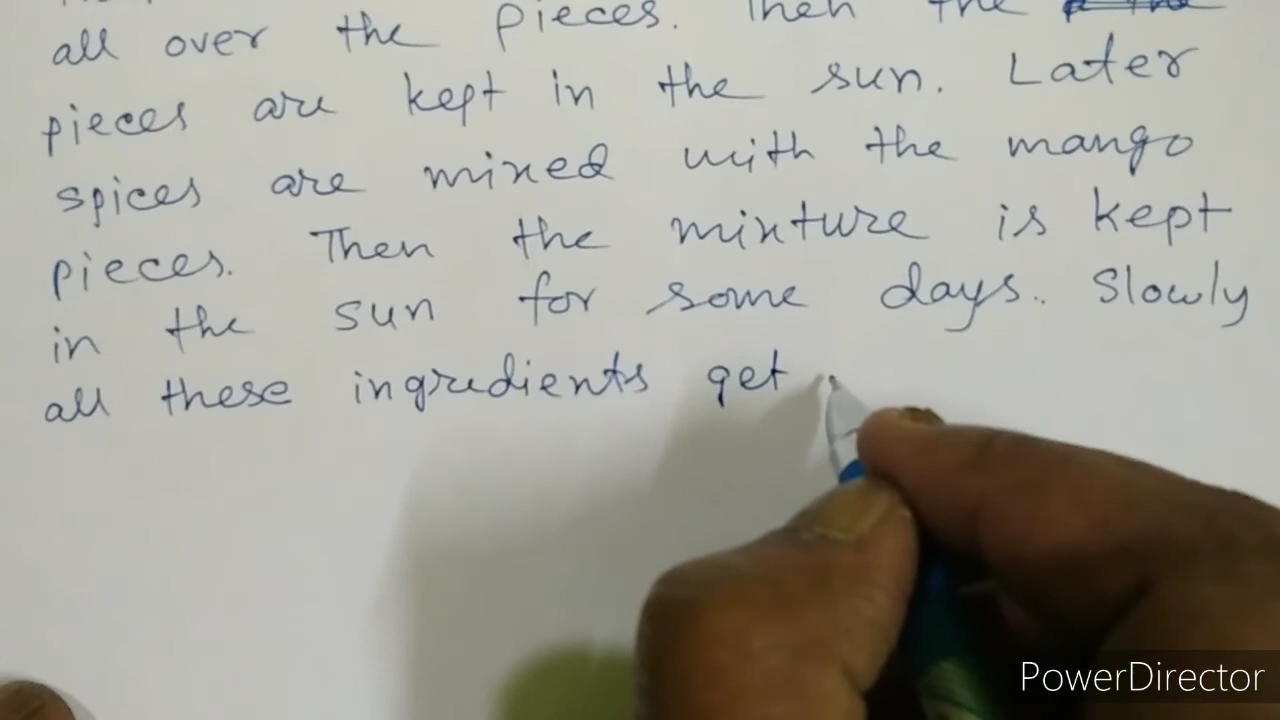 all over the pieces. Then the
pieces are kept in the sun. Later
spices are mixed with the mango
pieces. Then the mixture is kept
in the sun for some days.. Slowly
all these ingredients get
PowerDirector